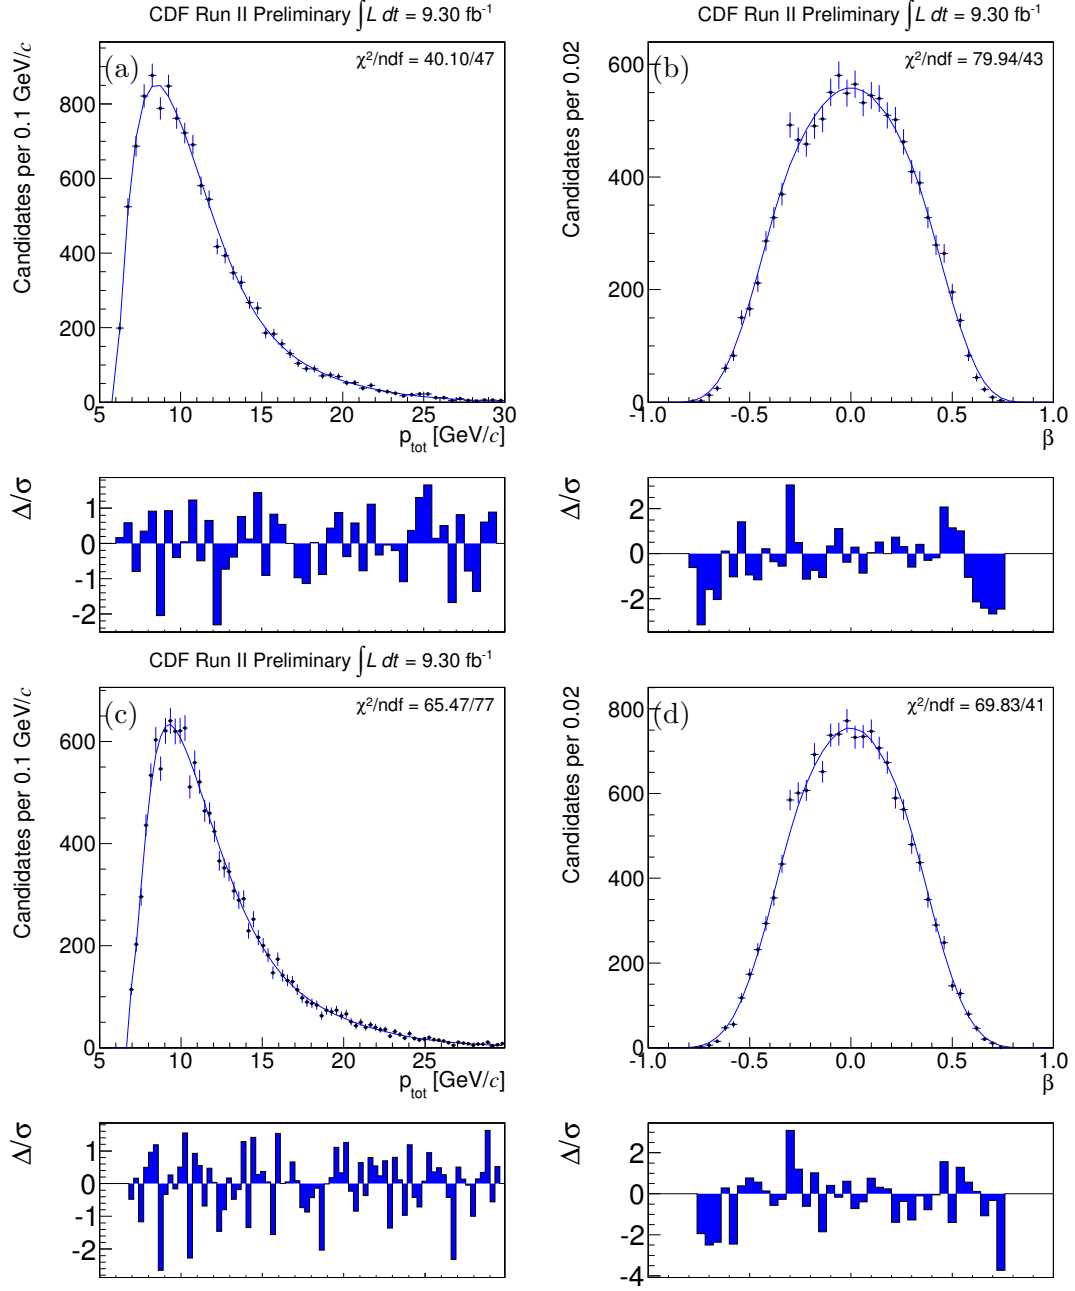 CDF Run II Preliminary ∫L dt = 9.30 fb⁻¹
(a)
χ²/ndf = 40.10/47
Candidates per 0.1 GeV/c
800
600
400
200
0
5 10 15 20 25 30
p_tot [GeV/c]
Δ/σ
1
0
-1
-2
CDF Run II Preliminary ∫L dt = 9.30 fb⁻¹
(b)
χ²/ndf = 79.94/43
Candidates per 0.02
600
400
200
0
-1.0 -0.5 0.0 0.5 1.0
β
Δ/σ
2
0
-2
CDF Run II Preliminary ∫L dt = 9.30 fb⁻¹
(c)
χ²/ndf = 65.47/77
Candidates per 0.1 GeV/c
600
400
200
0
5 10 15 20 25
p_tot [GeV/c]
Δ/σ
1
0
-1
-2
(d)
χ²/ndf = 69.83/41
Candidates per 0.02
800
600
400
200
0
-1.0 -0.5 0.0 0.5 1.0
β
Δ/σ
2
0
-2
-4